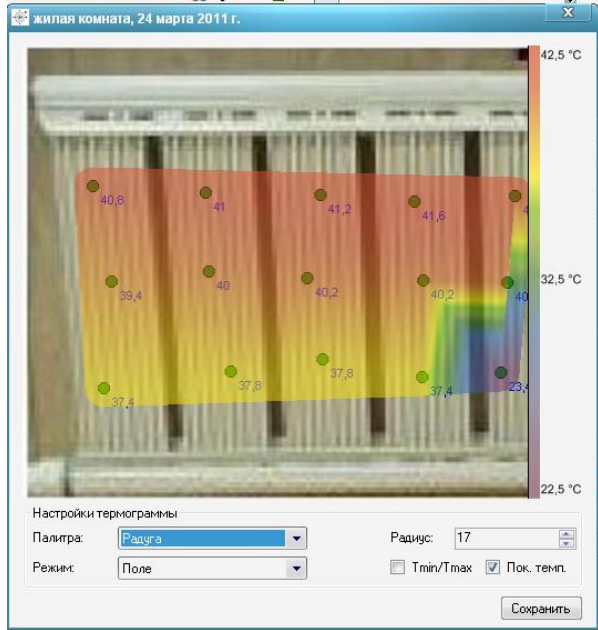 жилая комната, 24 марта 2011 г.
42,5 °C
40,8 41 41,2 41,6
39,4 40 40,2 40,2 40
32,5 °C
37,4 37,8 37,8 37,4 23,4
22,5 °C
Настройки термограммы
Палитра: Радуга Радиус: 17
Режим: Поле Tmin/Tmax Пок. темп.
Сохранить